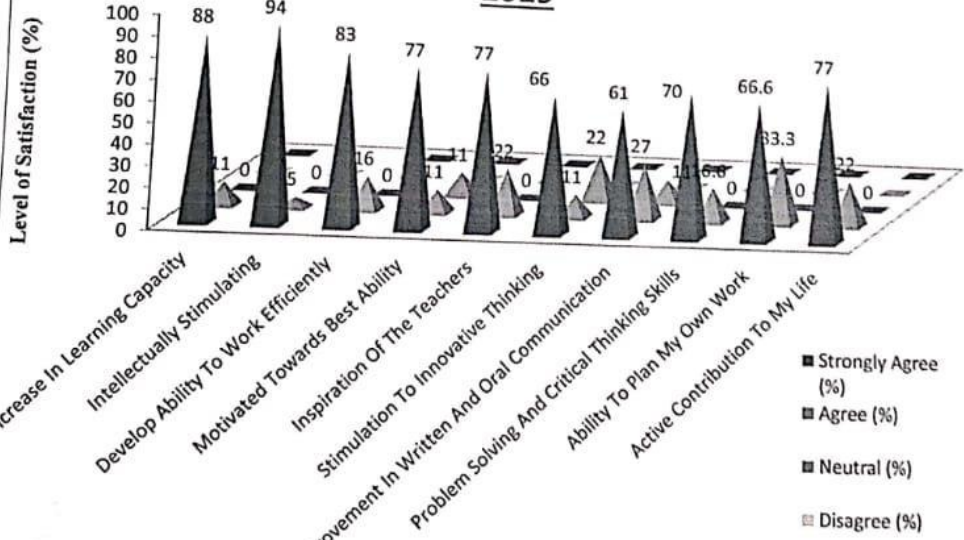 Level of Satisfaction (%)
100
90
80
70
60
50
40
30
20
10
0
88
94
83
77
77
66
61
70
66.6
77
11
0
5
0
16
0
11
11
22
0
11
22
27
11
0
33.3
0
22
0
Increase In Learning Capacity
Intellectually Stimulating
Develop Ability To Work Efficiently
Motivated Towards Best Ability
Inspiration Of The Teachers
Stimulation To Innovative Thinking
In Written And Oral Communication
Problem Solving And Critical Thinking Skills
Ability To Plan My Own Work
Active Contribution To My Life
Strongly Agree
(%)
Agree (%)
Neutral (%)
Disagree (%)